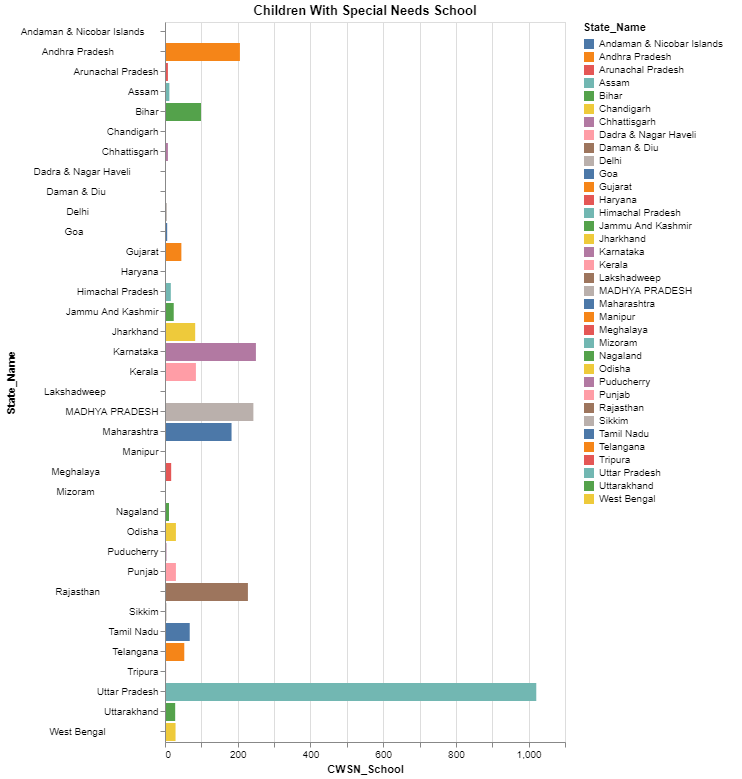 Children With Special Needs School
State_Name
Andaman & Nicobar Islands
Andhra Pradesh
Arunachal Pradesh
Assam
Bihar
Chandigarh
Chhattisgarh
Dadra & Nagar Haveli
Daman & Diu
Delhi
Goa
Gujarat
Haryana
Himachal Pradesh
Jammu And Kashmir
Jharkhand
Karnataka
Kerala
Lakshadweep
MADHYA PRADESH
Maharashtra
Manipur
Meghalaya
Mizoram
Nagaland
Odisha
Puducherry
Punjab
Rajasthan
Sikkim
Tamil Nadu
Telangana
Tripura
Uttar Pradesh
Uttarakhand
West Bengal
0 200 400 600 800 1,000
CWSN_School
State_Name
Andaman & Nicobar Islands
Andhra Pradesh
Arunachal Pradesh
Assam
Bihar
Chandigarh
Chhattisgarh
Dadra & Nagar Haveli
Daman & Diu
Delhi
Goa
Gujarat
Haryana
Himachal Pradesh
Jammu And Kashmir
Jharkhand
Karnataka
Kerala
Lakshadweep
MADHYA PRADESH
Maharashtra
Manipur
Meghalaya
Mizoram
Nagaland
Odisha
Puducherry
Punjab
Rajasthan
Sikkim
Tamil Nadu
Telangana
Tripura
Uttar Pradesh
Uttarakhand
West Bengal